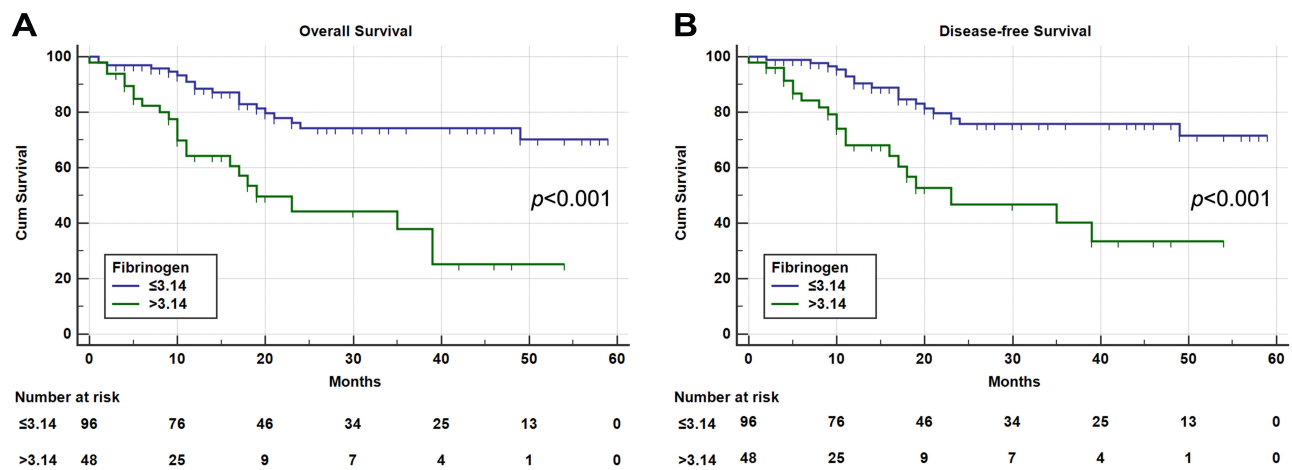 A
Overall Survival
Cum Survival
100
80
60
40
20
0
p<0.001
Fibrinogen
≤3.14
>3.14
0 10 20 30 40 50 60
Months
Number at risk
≤3.14 96 76 46 34 25 13 0
>3.14 48 25 9 7 4 1 0
B
Disease-free Survival
Cum Survival
100
80
60
40
20
0
p<0.001
Fibrinogen
≤3.14
>3.14
0 10 20 30 40 50 60
Months
Number at risk
≤3.14 96 76 46 34 25 13 0
>3.14 48 25 9 7 4 1 0